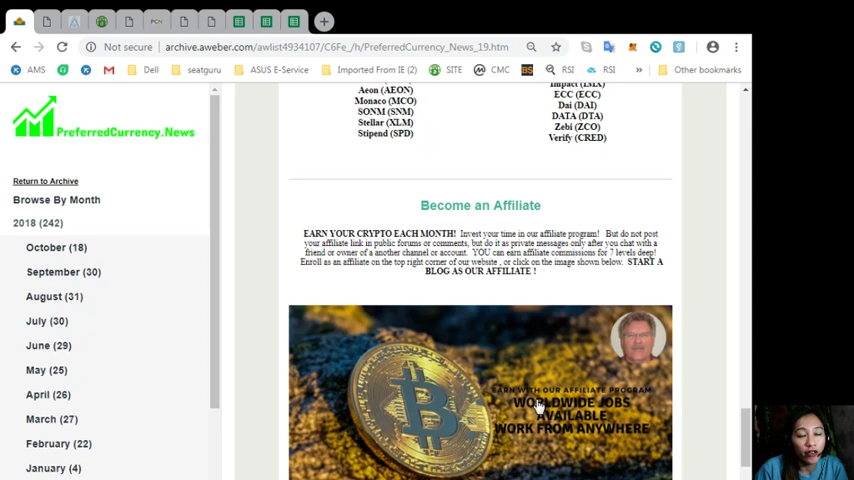 PCN
Not secure | archive.aweber.com/awlist4934107/C6Fe_/h/PreferredCurrency_News_19.htm
AMS
Dell
seatguru
ASUS E-Service
Imported From IE (2)
SITE
CMC
BS
RSI
RSI
»
Other bookmarks
PreferredCurrency.News
Return to Archive
Browse By Month
2018 (242)
October (18)
September (30)
August (31)
July (30)
June (29)
May (25)
April (26)
March (27)
February (22)
January (4)
Aeon (AEON)
Monaco (MCO)
SONM (SNM)
Stellar (XLM)
Stipend (SPD)
ECC (ECC)
Dai (DAI)
DATA (DTA)
Zebi (ZCO)
Verify (CRED)
Become an Affiliate
EARN YOUR CRYPTO EACH MONTH! Invest your time in our affiliate program! But do not post
your affiliate link in public forums or comments, but do it as private messages only after you chat with a
friend or owner of a another channel or account. YOU can earn affiliate commissions for 7 levels deep!
Enroll as an affiliate on the top right corner of our website , or click on the image shown below. START A
BLOG AS OUR AFFILIATE !
EARN WITH OUR AFFILIATE PROGRAM
WORLDWIDE JOBS
AVAILABLE
WORK FROM ANYWHERE